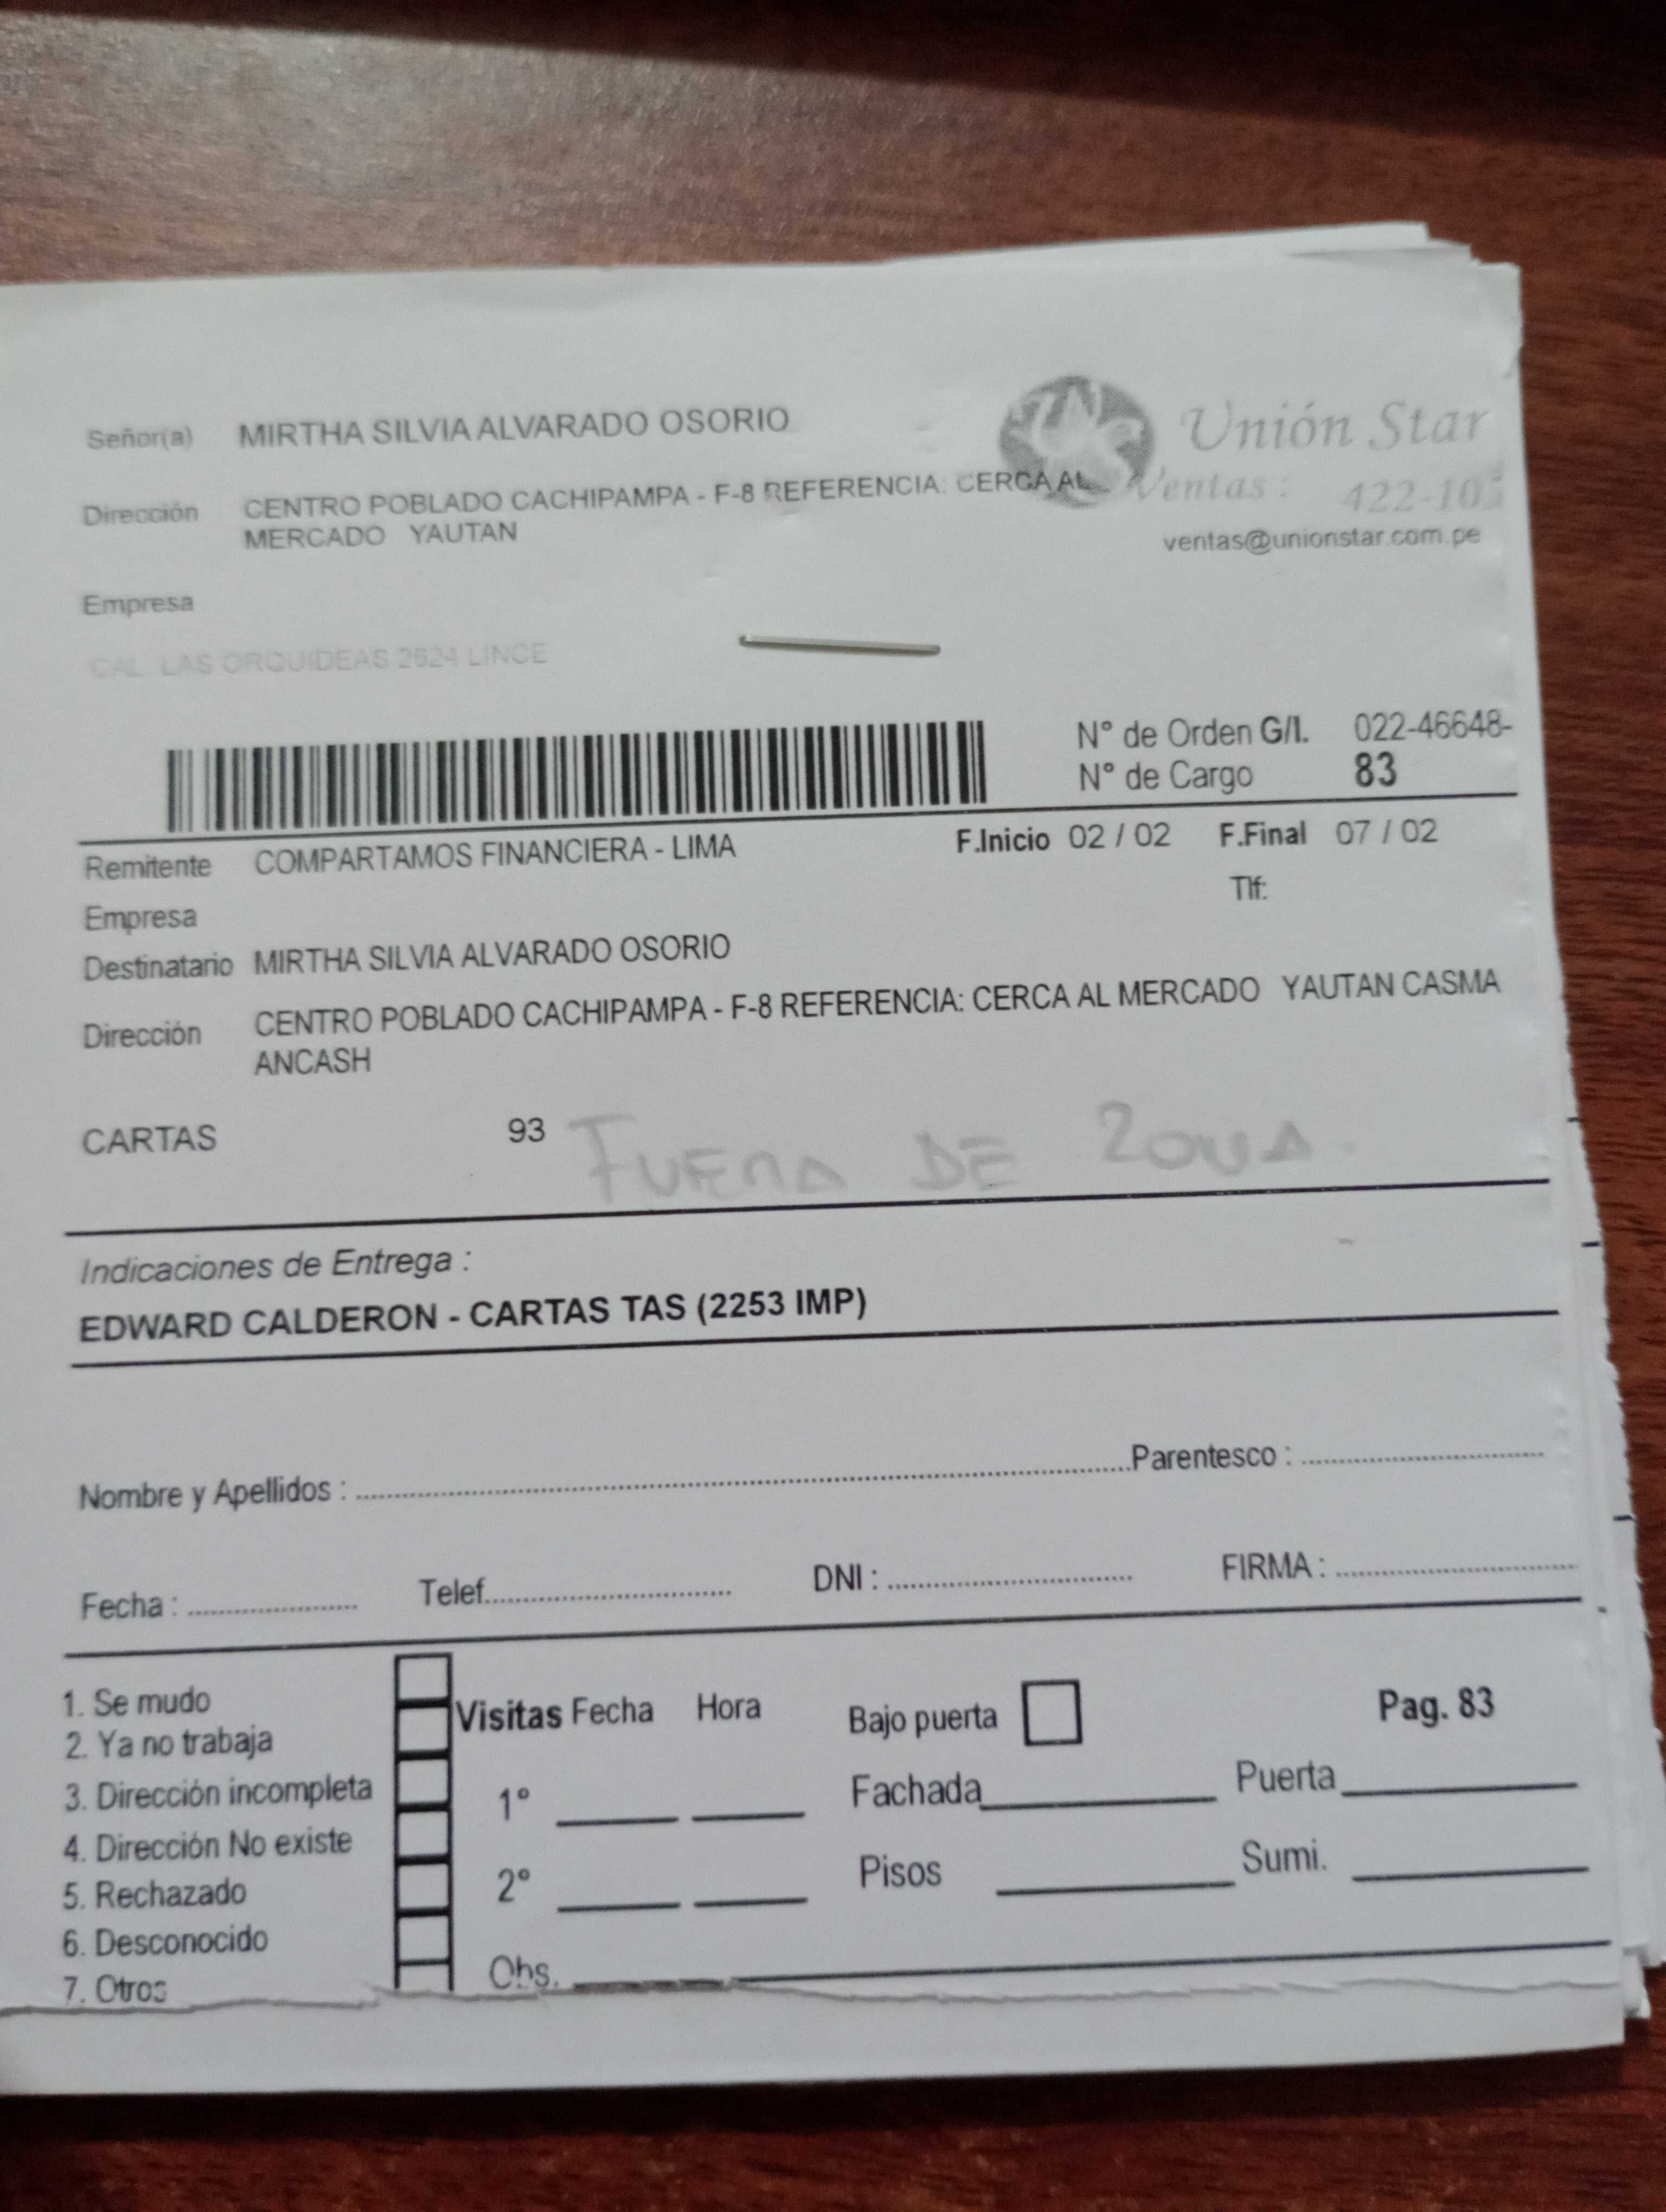 Señor(a) MIRTHA SILVIA ALVARADO OSORIO
Unión Star
Dirección CENTRO POBLADO CACHIPAMPA - F-8 REFERENCIA: CERCA AL
MERCADO YAUTAN
Ventas: 422-105
ventas@unionstar.com.pe
Empresa
CAL LAS ORQUIDEAS 2624 LINCE
N° de Orden G/I. 022-46648-
N° de Cargo 83
Remitente COMPARTAMOS FINANCIERA - LIMA F.Inicio 02 / 02 F.Final 07 / 02
Tlf:
Empresa
Destinatario MIRTHA SILVIA ALVARADO OSORIO
Dirección CENTRO POBLADO CACHIPAMPA - F-8 REFERENCIA: CERCA AL MERCADO YAUTAN CASMA
ANCASH
CARTAS 93 FUERA DE ZONA.
Indicaciones de Entrega :
EDWARD CALDERON - CARTAS TAS (2253 IMP)
Nombre y Apellidos : Parentesco :
Fecha : Telef. DNI : FIRMA :
1. Se mudo
2. Ya no trabaja
3. Dirección incompleta
4. Dirección No existe
5. Rechazado
6. Desconocido
7. Otros
Visitas Fecha Hora
1°
2°
Obs.
Bajo puerta Pag. 83
Fachada Puerta
Pisos Sumi.